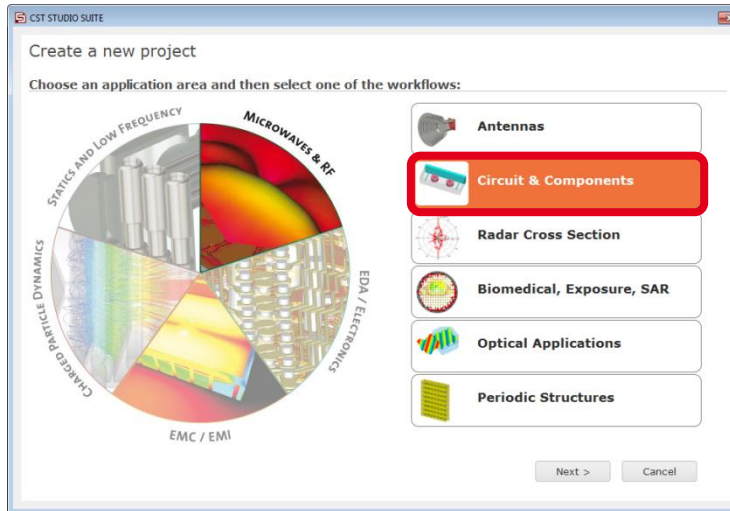 CST STUDIO SUITE
Create a new project
Choose an application area and then select one of the workflows:
STATICS AND LOW FREQUENCY
MICROWAVES & RF
EDA / ELECTRONICS
EMC / EMI
CHARGED PARTICLE DYNAMICS
Antennas
Circuit & Components
Radar Cross Section
Biomedical, Exposure, SAR
Optical Applications
Periodic Structures
Next >
Cancel